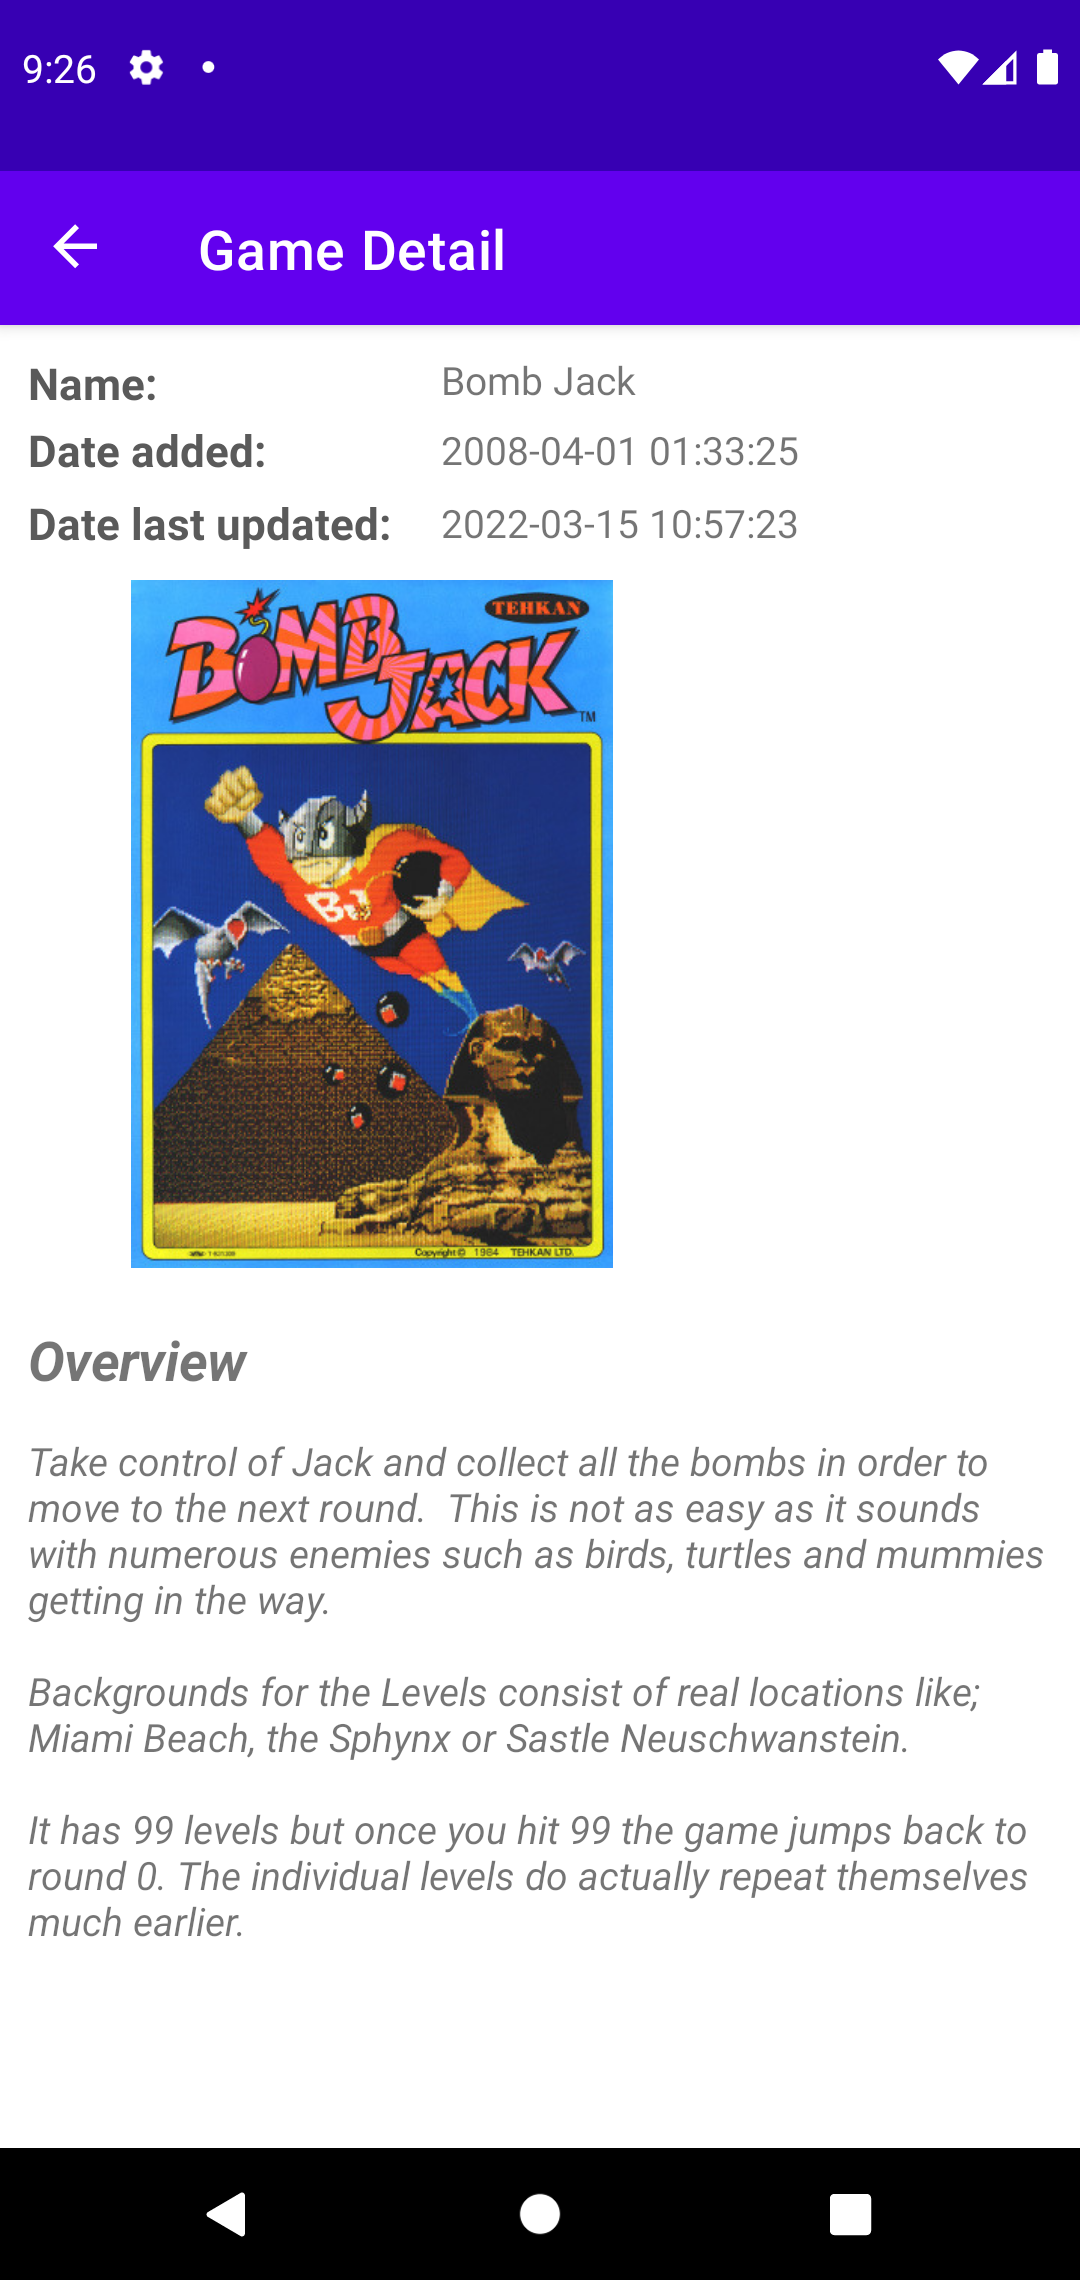 9:26
Game Detail
Name: Bomb Jack
Date added: 2008-04-01 01:33:25
Date last updated: 2022-03-15 10:57:23
TEHKAN
BOMB JACK
TM
BJ
Copyright © 1984 TEHKAN LTD.
Overview
Take control of Jack and collect all the bombs in order to
move to the next round.  This is not as easy as it sounds
with numerous enemies such as birds, turtles and mummies
getting in the way.
Backgrounds for the Levels consist of real locations like;
Miami Beach, the Sphynx or Sastle Neuschwanstein.
It has 99 levels but once you hit 99 the game jumps back to
round 0. The individual levels do actually repeat themselves
much earlier.